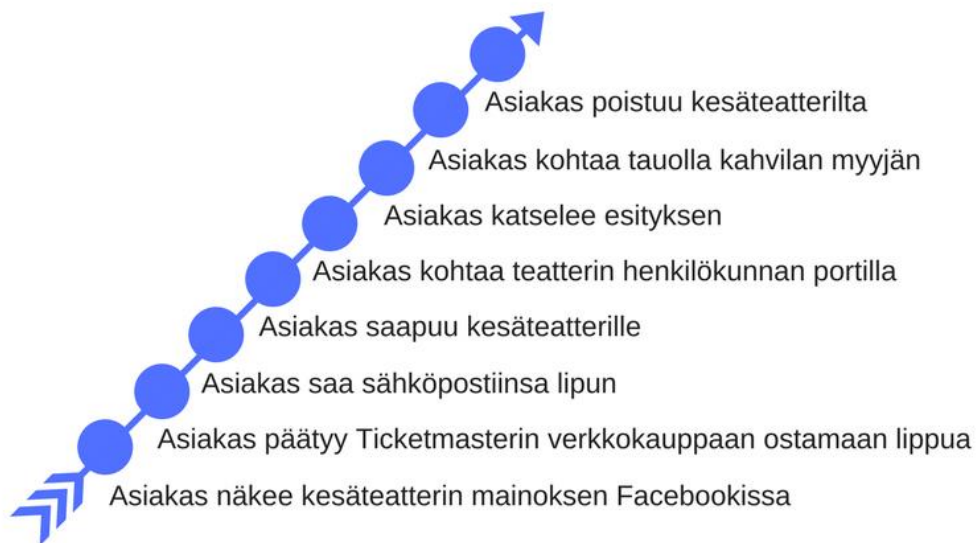 Asiakas poistuu kesäteatterilta
Asiakas kohtaa tauolla kahvilan myyjän
Asiakas katselee esityksen
Asiakas kohtaa teatterin henkilökunnan portilla
Asiakas saapuu kesäteatterille
Asiakas saa sähköpostiinsa lipun
Asiakas päätyy Ticketmasterin verkkokauppaan ostamaan lippua
Asiakas näkee kesäteatterin mainoksen Facebookissa